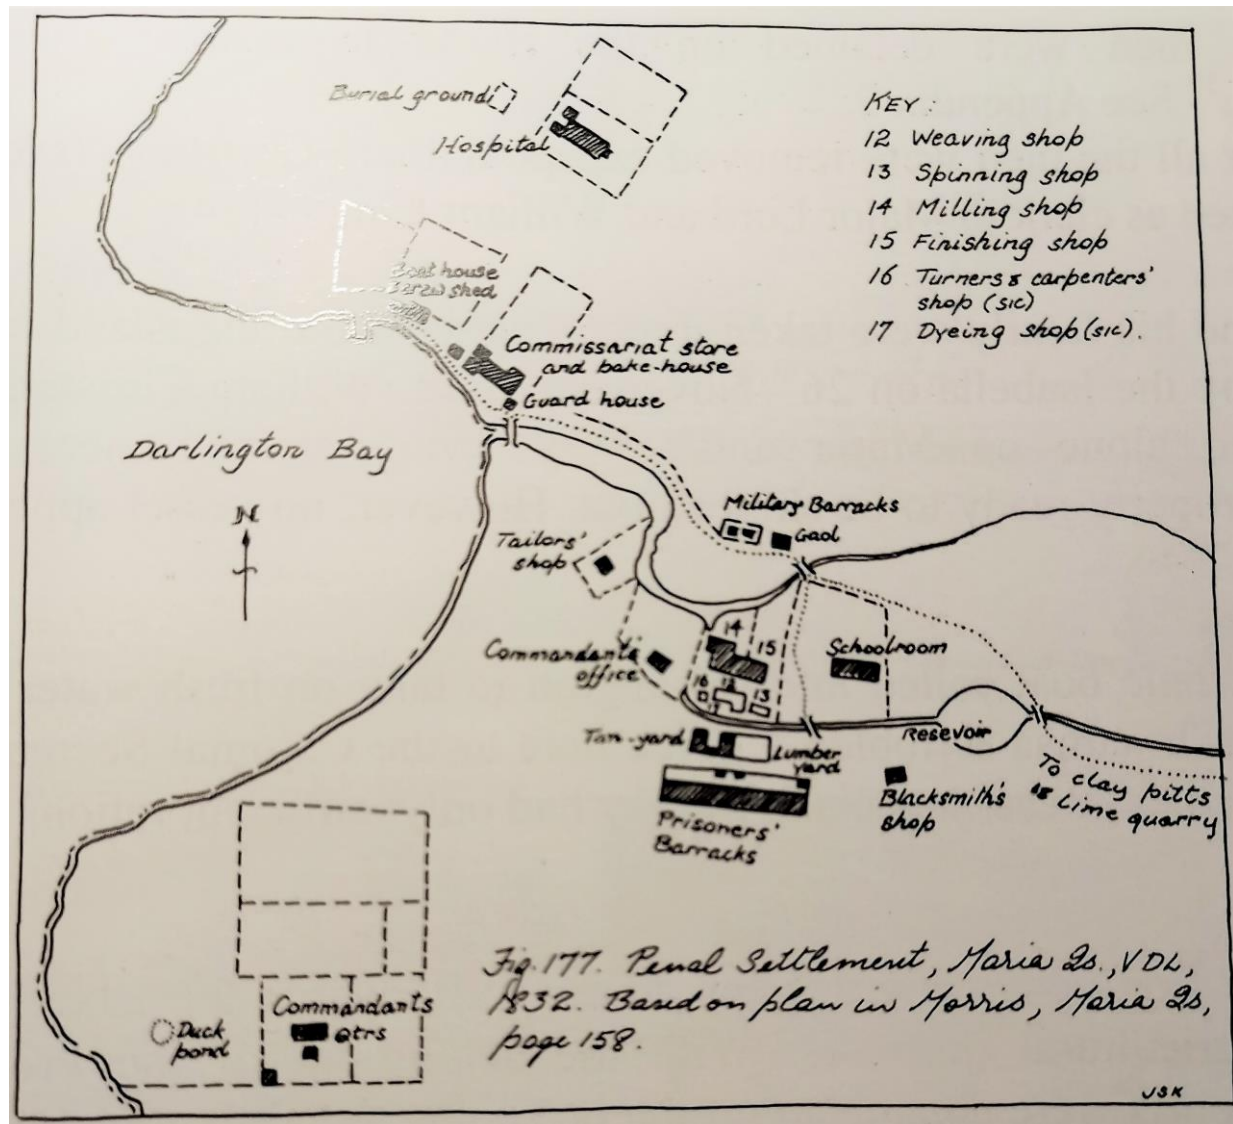 Burial ground
Hospital
KEY:
12 Weaving shop
13 Spinning shop
14 Milling shop
15 Finishing shop
16 Turners & carpenters'
shop (sic)
17 Dyeing shop (sic).
Boat house
shed
Commissariat store
and bake-house
Guard house
Darlington Bay
N
Military Barracks
Gaol
Tailors'
shop
14
15
Commandant's
office
Schoolroom
16
12
13
17
Tan-yard
Lumber
yard
Resevoir
To clay pitts
& Lime quarry
Blacksmith's
shop
Prisoners'
Barracks
Commandants
Qtrs
Duck
pond
Fig. 177. Penal Settlement, Maria Is., VDL,
1832. Based on plan in Morris, Maria Is,
page 158.
JSK